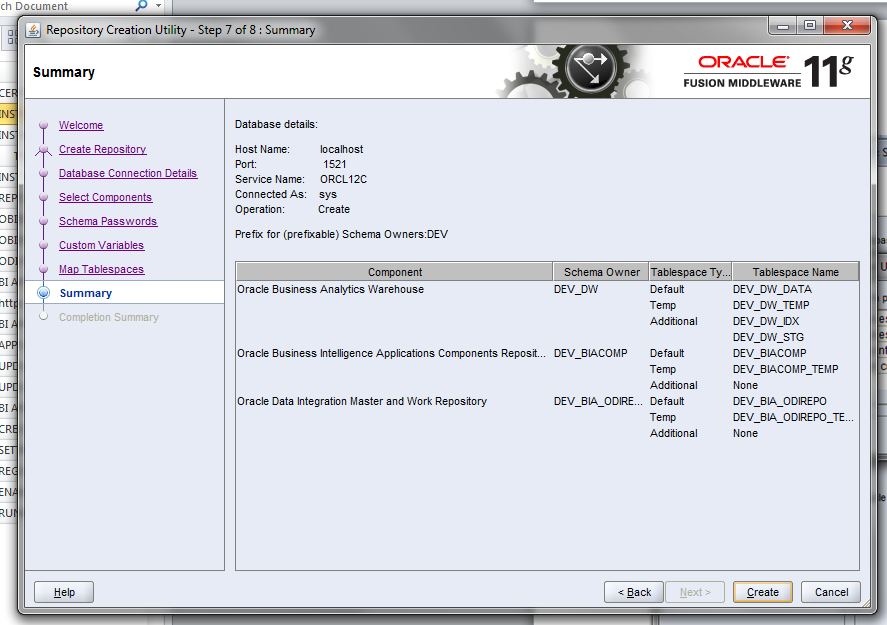 ch Document
Repository Creation Utility - Step 7 of 8 : Summary
Summary
ORACLE
FUSION MIDDLEWARE
11g
Welcome
Create Repository
Database Connection Details
Select Components
Schema Passwords
Custom Variables
Map Tablespaces
Summary
Completion Summary
Database details:
Host Name: localhost
Port: 1521
Service Name: ORCL12C
Connected As: sys
Operation: Create
Prefix for (prefixable) Schema Owners:DEV
Component Schema Owner Tablespace Ty... Tablespace Name
Oracle Business Analytics Warehouse DEV_DW Default DEV_DW_DATA
Temp DEV_DW_TEMP
Additional DEV_DW_IDX
DEV_DW_STG
Oracle Business Intelligence Applications Components Reposit... DEV_BIACOMP Default DEV_BIACOMP
Temp DEV_BIACOMP_TEMP
Additional None
Oracle Data Integration Master and Work Repository DEV_BIA_ODIRE... Default DEV_BIA_ODIREPO
Temp DEV_BIA_ODIREPO_TE...
Additional None
Help
< Back
Next >
Create
Cancel